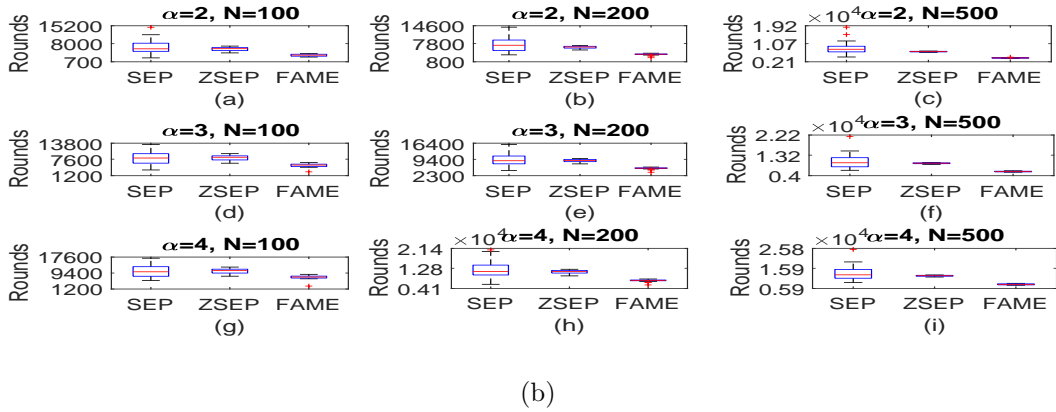 α=2, N=100
15200
8000
700
Rounds
SEP ZSEP FAME
(a)
α=2, N=200
14600
7800
800
Rounds
SEP ZSEP FAME
(b)
×10⁴ α=2, N=500
1.92
1.07
0.21
Rounds
SEP ZSEP FAME
(c)
α=3, N=100
13800
7600
1200
Rounds
SEP ZSEP FAME
(d)
α=3, N=200
16400
9400
2300
Rounds
SEP ZSEP FAME
(e)
×10⁴ α=3, N=500
2.22
1.32
0.4
Rounds
SEP ZSEP FAME
(f)
α=4, N=100
17600
9400
1200
Rounds
SEP ZSEP FAME
(g)
×10⁴ α=4, N=200
2.14
1.28
0.41
Rounds
SEP ZSEP FAME
(h)
×10⁴ α=4, N=500
2.58
1.59
0.59
Rounds
SEP ZSEP FAME
(i)
(b)